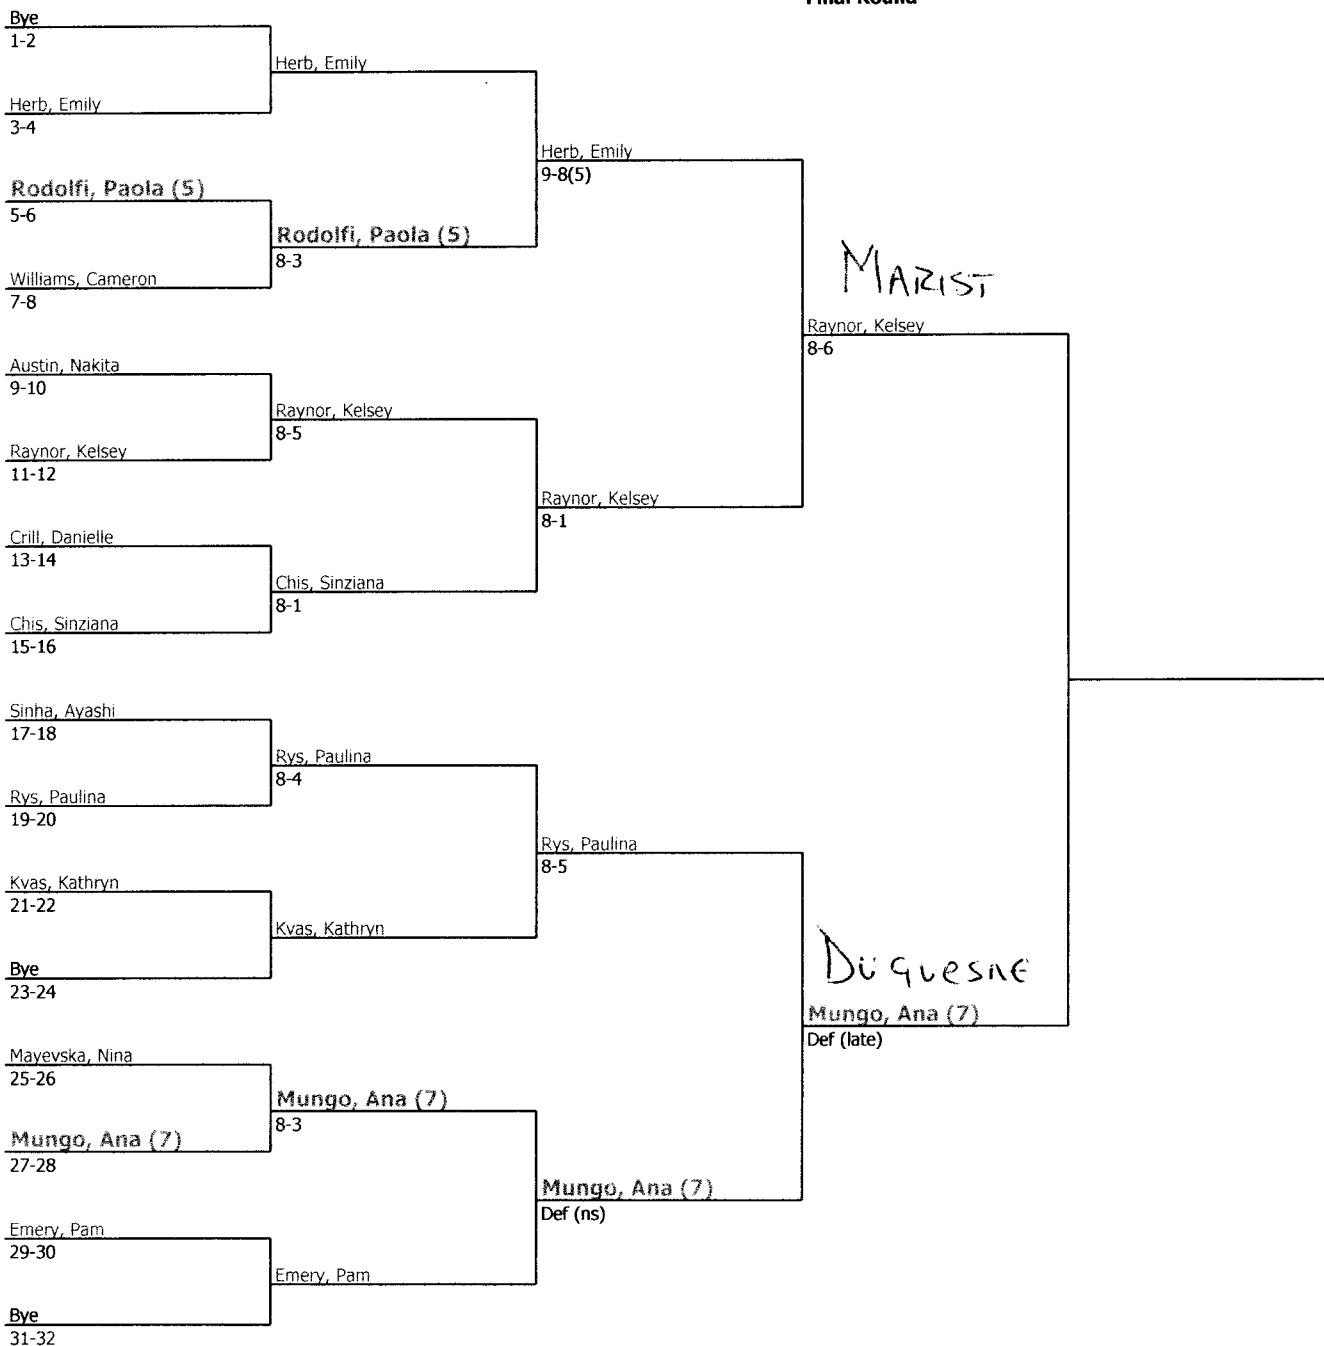 Final Round
Bye
1-2
Herb, Emily
Herb, Emily
3-4
Herb, Emily
9-8(5)
Rodolfi, Paola (5)
5-6
Rodolfi, Paola (5)
8-3
Williams, Cameron
7-8
MARIST
Raynor, Kelsey
8-6
Austin, Nakita
9-10
Raynor, Kelsey
8-5
Raynor, Kelsey
11-12
Raynor, Kelsey
8-1
Crill, Danielle
13-14
Chis, Sinziana
8-1
Chis, Sinziana
15-16
Sinha, Ayashi
17-18
Rys, Paulina
8-4
Rys, Paulina
19-20
Rys, Paulina
8-5
Kvas, Kathryn
21-22
Kvas, Kathryn
Bye
23-24
DuquesnE
Mungo, Ana (7)
Def (late)
Mayevska, Nina
25-26
Mungo, Ana (7)
8-3
Mungo, Ana (7)
27-28
Mungo, Ana (7)
Def (ns)
Emery, Pam
29-30
Emery, Pam
Bye
31-32